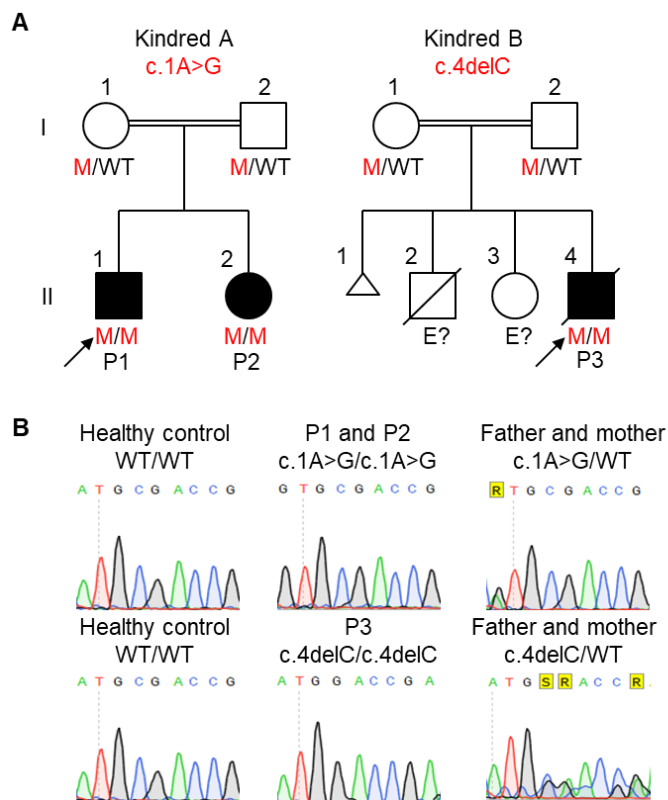 A
Kindred A
c.1A>G
Kindred B
c.4delC
1 2 1 2
I
M/WT M/WT M/WT M/WT
1 2 1 2 3 4
II
M/M M/M E? E? M/M
P1 P2 P3
B
Healthy control P1 and P2 Father and mother
WT/WT c.1A>G/c.1A>G c.1A>G/WT
A T G C G A C C G G T G C G A C C G R T G C G A C C G
Healthy control P3 Father and mother
WT/WT c.4delC/c.4delC c.4delC/WT
A T G C G A C C G A T G G A C C G A A T G S R A C C R